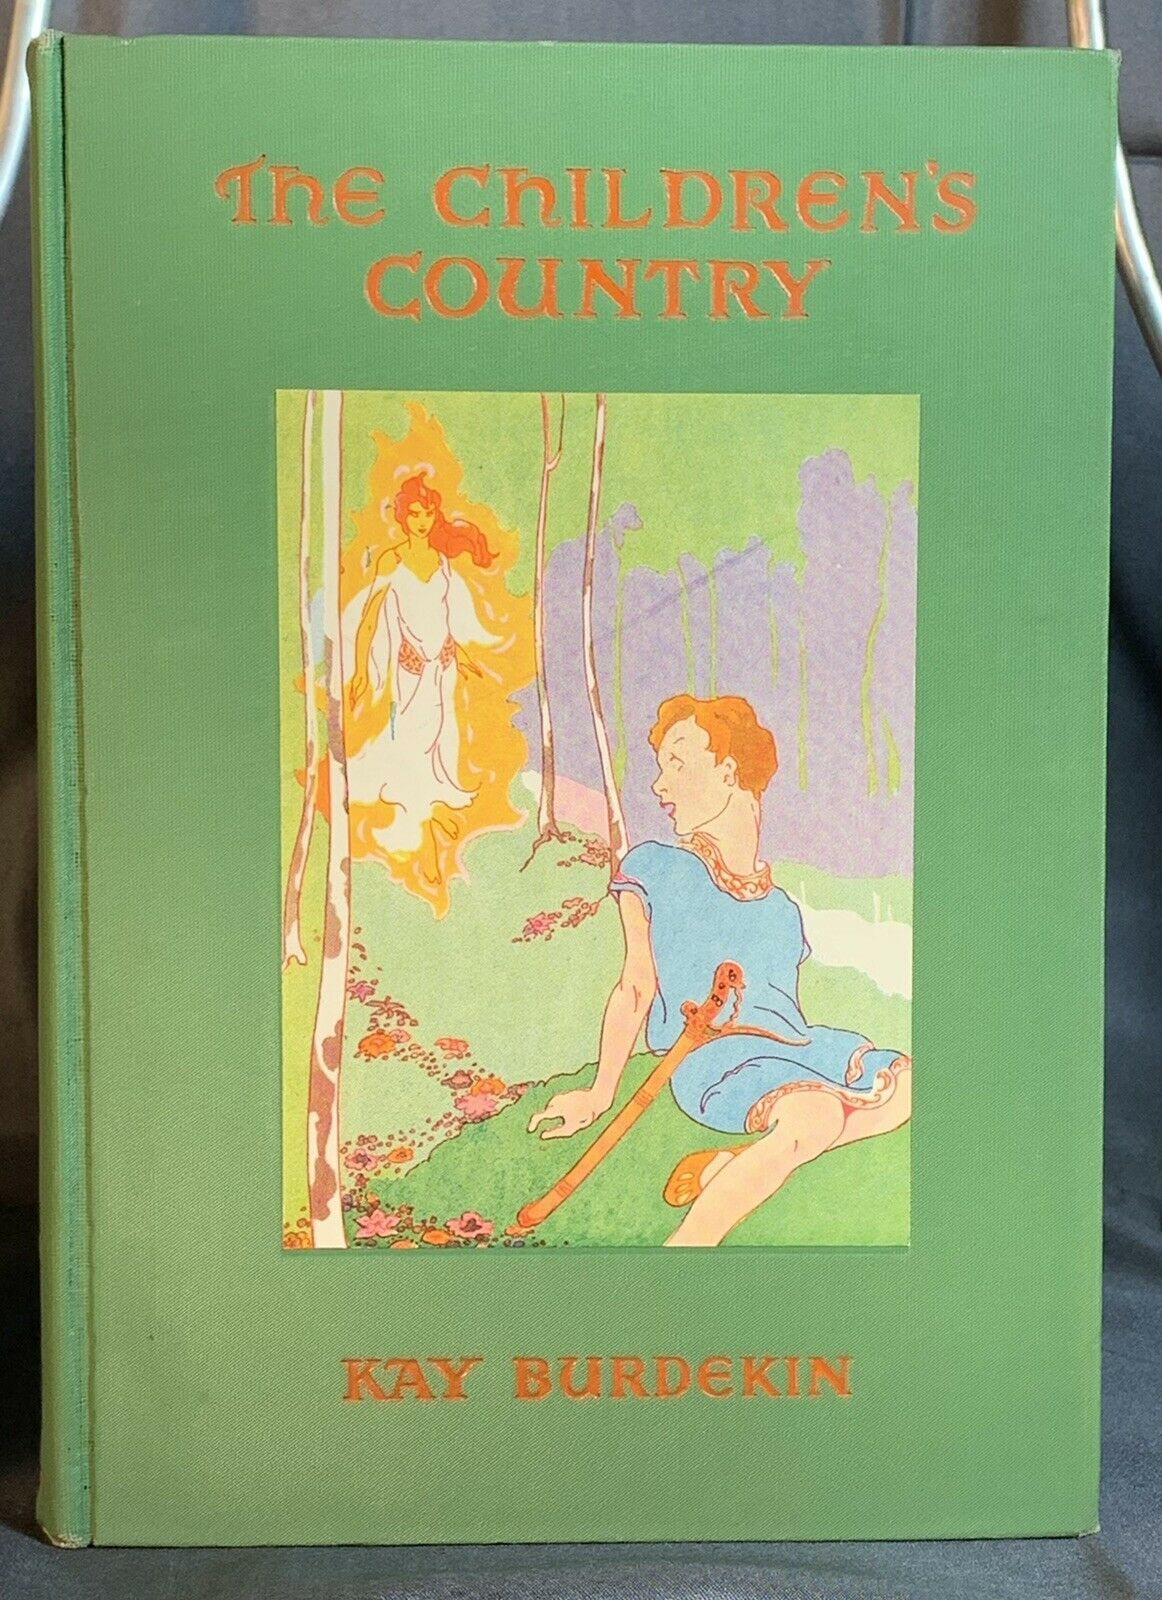 The Children's
Country
Kay Burdekin